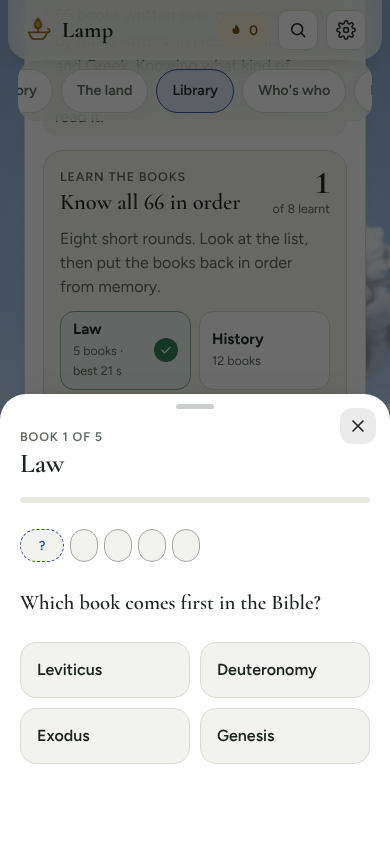 Lamp
0
ory
The land
Library
Who's who
read it.
LEARN THE BOOKS
Know all 66 in order
1
of 8 learnt
Eight short rounds. Look at the list,
then put the books back in order
from memory.
Law
5 books ·
best 21 s
History
12 books
BOOK 1 OF 5
Law
?
Which book comes first in the Bible?
Leviticus
Deuteronomy
Exodus
Genesis